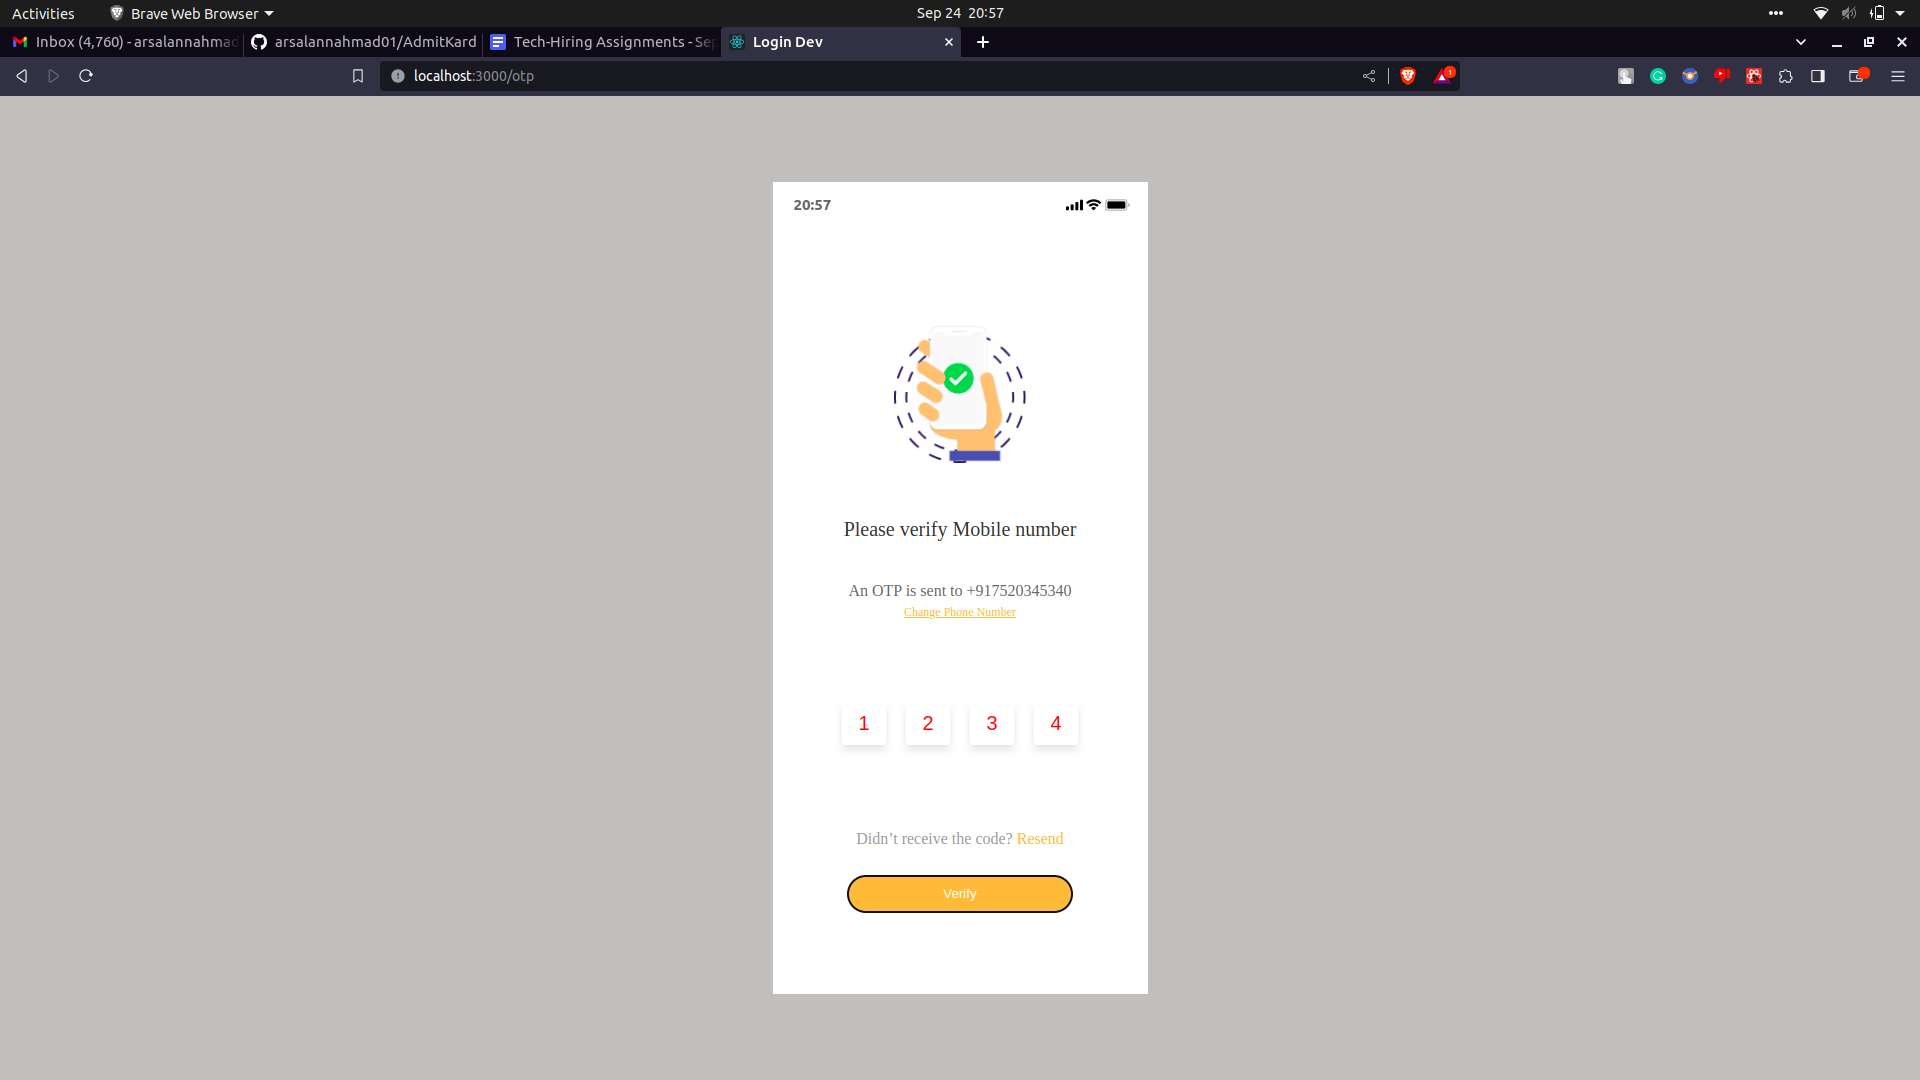 Activities Brave Web Browser Sep 24 20:57
Inbox (4,760) - arsalannahmad arsalannahmad01/AdmitKard Tech-Hiring Assignments - Sep Login Dev
localhost:3000/otp 1
20:57
Please verify Mobile number
An OTP is sent to +917520345340
Change Phone Number
1 2 3 4
Didn’t receive the code? Resend
Verify